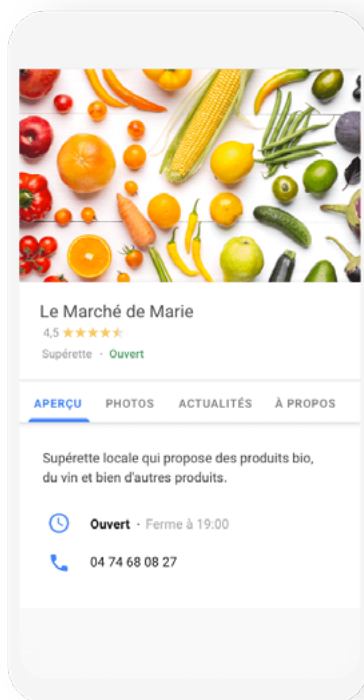 Le Marché de Marie
4,5
Supérette · Ouvert
APERÇU PHOTOS ACTUALITÉS À PROPOS
Supérette locale qui propose des produits bio,
du vin et bien d'autres produits.
Ouvert · Ferme à 19:00
04 74 68 08 27